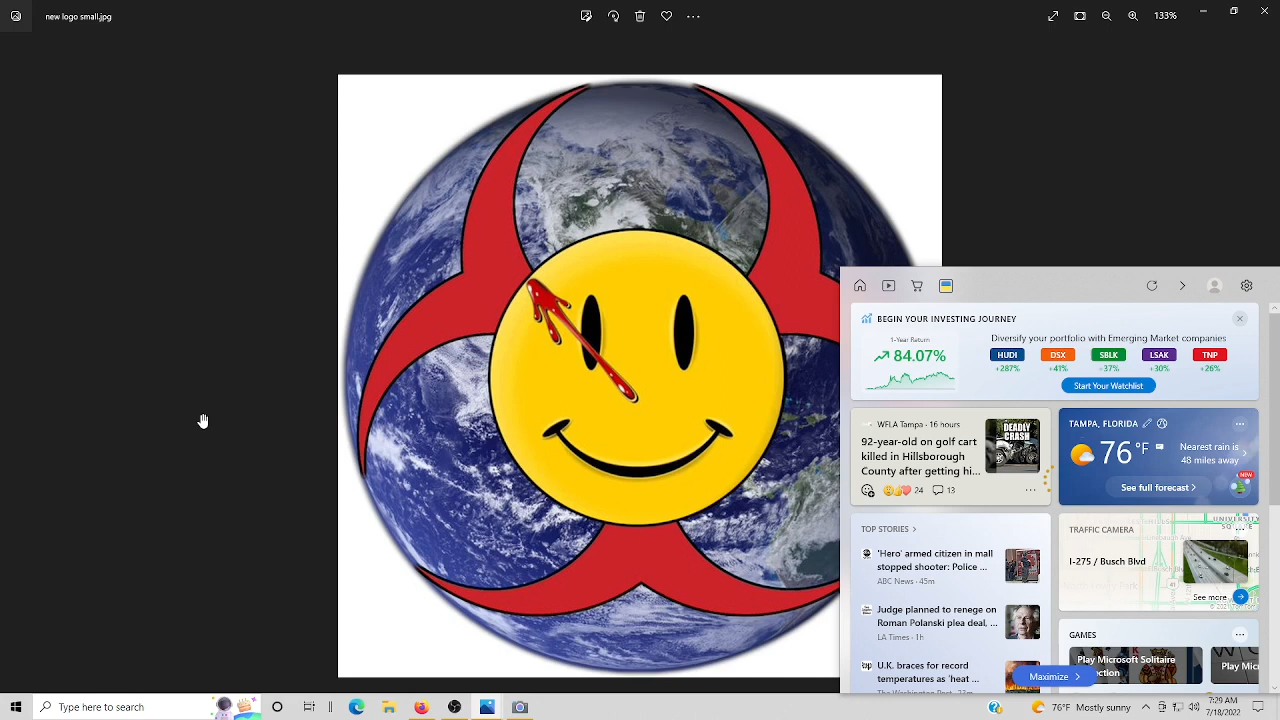 new logo small.jpg
133%
BEGIN YOUR INVESTING JOURNEY
1-Year Return
84.07%
Diversify your portfolio with Emerging Market companies
HUDI DSX SBLK LSAK TNP
+287% +41% +37% +30% +26%
Start Your Watchlist
WFLA Tampa · 16 hours
92-year-old on golf cart
killed in Hillsborough
County after getting hi...
24 13
DEADLY
CRASH
TAMPA, FLORIDA
76 °F
48 miles away
See full forecast
NEW
TOP STORIES
'Hero' armed citizen in mall
stopped shooter: Police ...
ABC News · 45m
Judge planned to renege on
Roman Polanski plea deal, ...
LA Times · 1h
U.K. braces for record
temperatures as 'heat ...
TRAFFIC CAMERA
I-275 / Busch Blvd
See more
GAMES
Play Microsoft Solitaire
Play Mic
Maximize
Type here to search
76°F Mostly sunny
7:29 AM
7/18/2022